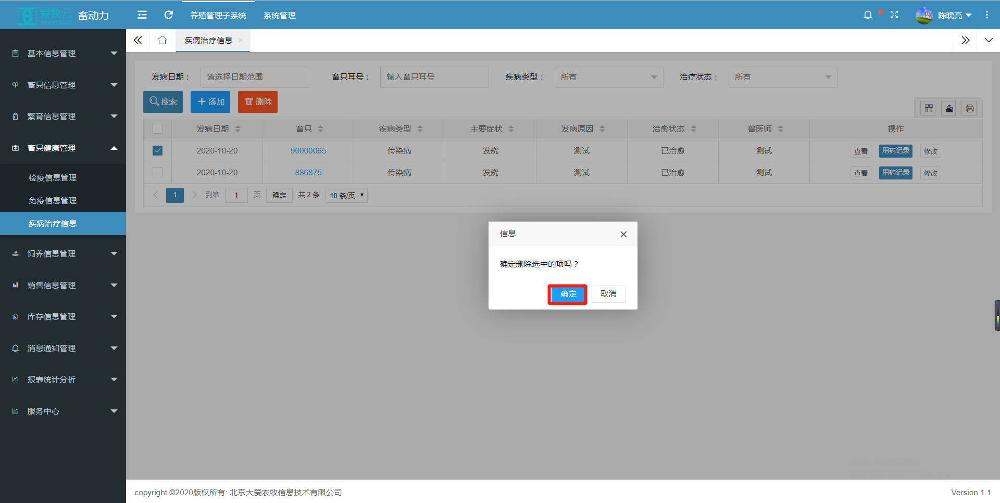 爱牧云 畜动力
amorcloud
养殖管理子系统 系统管理
陈晓亮
疾病治疗信息
基本信息管理
畜只信息管理
繁育信息管理
畜只健康管理
检疫信息管理
免疫信息管理
疾病治疗信息
饲养信息管理
销售信息管理
库存信息管理
消息通知管理
报表统计分析
服务中心
发病日期： 请选择日期范围 畜只耳号： 输入畜只耳号 疾病类型： 所有 治疗状态： 所有
搜索 添加 删除
发病日期 畜只 疾病类型 主要症状 发病原因 治愈状态 兽医师 操作
2020-10-20 90000065 传染病 发烧 测试 已治愈 测试 查看 用药记录 修改
2020-10-20 886875 传染病 发烧 测试 已治愈 测试 查看 用药记录 修改
1 到第 1 页 确定 共 2 条 10 条/页
信息
确定删除选中的项吗？
确定 取消
copyright ©2020版权所有: 北京大爱农牧信息技术有限公司 Version 1.1